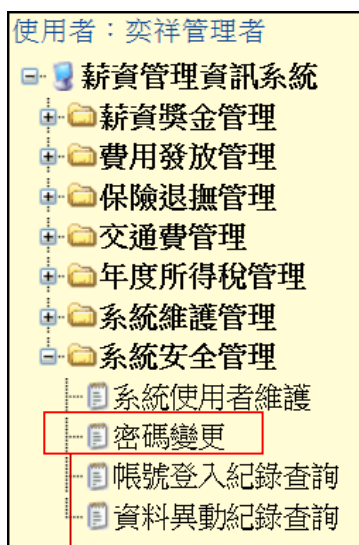 使用者：奕祥管理者
薪資管理資訊系統
薪資獎金管理
費用發放管理
保險退撫管理
交通費管理
年度所得稅管理
系統維護管理
系統安全管理
系統使用者維護
密碼變更
帳號登入紀錄查詢
資料異動紀錄查詢